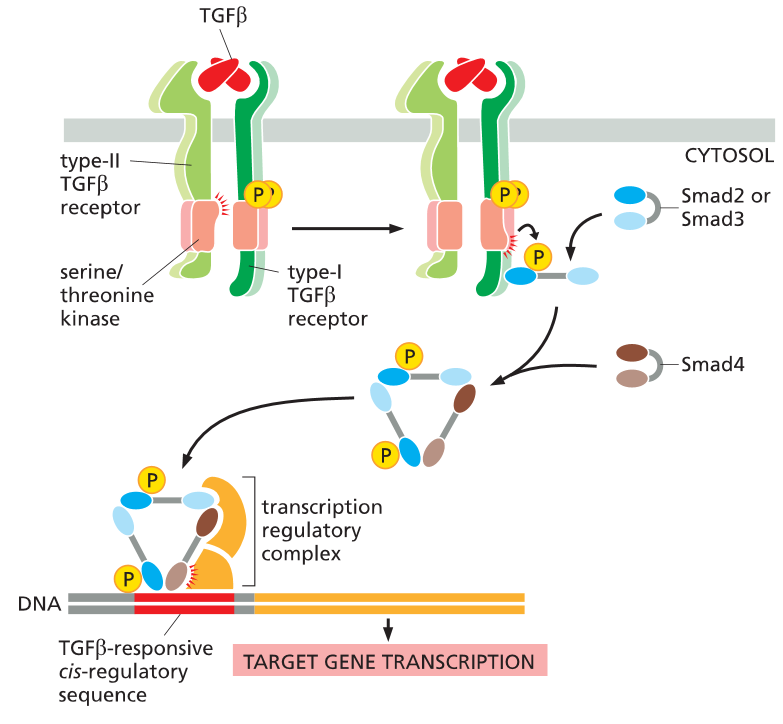 TGFβ
CYTOSOL
type-II
TGFβ
receptor
P
P
P
P
Smad2 or
Smad3
P
serine/
threonine
kinase
type-I
TGFβ
receptor
P
Smad4
P
P
transcription
regulatory
complex
P
DNA
TGFβ-responsive
cis-regulatory
sequence
TARGET GENE TRANSCRIPTION